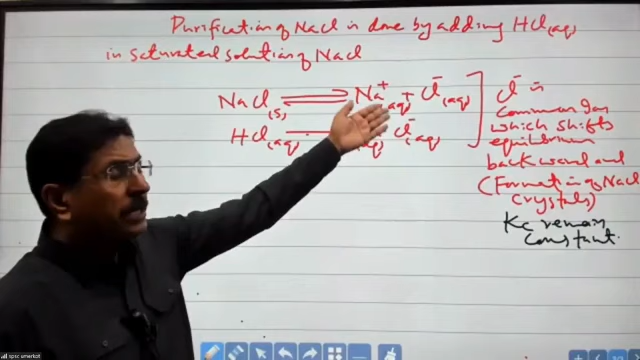 Purification of NaCl is done by adding HCl(aq)
in saturated solution of NaCl
NaCl(s) ⇌ Na+(aq) + Cl-(aq)
HCl(aq) (aq) Cl-(aq)
Cl- is
Common Ion
which shifts
equilibrium
backward and
(Formation of NaCl
crystals)
Kc remain
constant.
spsc umerkot